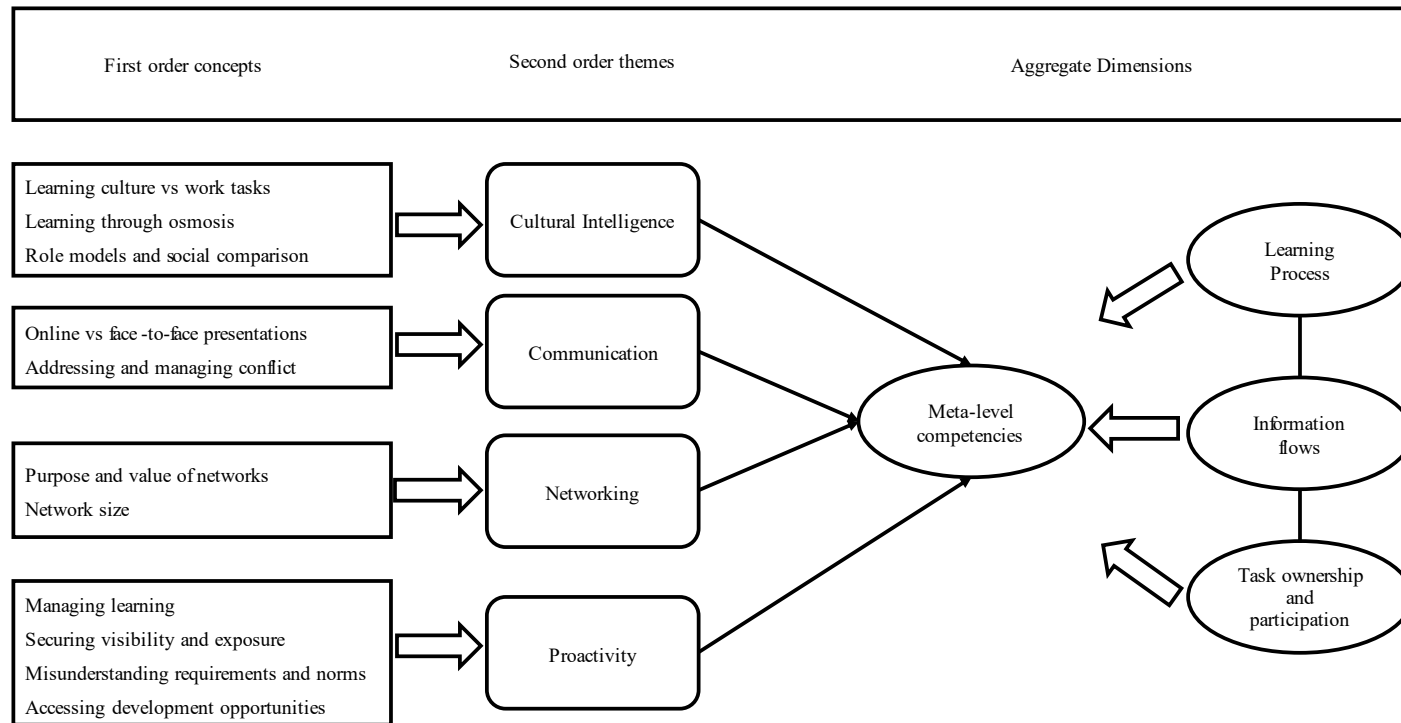 First order concepts
Second order themes
Aggregate Dimensions
Learning culture vs work tasks
Learning through osmosis
Role models and social comparison
Cultural Intelligence
Online vs face-to-face presentations
Addressing and managing conflict
Communication
Purpose and value of networks
Network size
Networking
Managing learning
Securing visibility and exposure
Misunderstanding requirements and norms
Accessing development opportunities
Proactivity
Meta-level
competencies
Learning
Process
Information
flows
Task ownership
and
participation